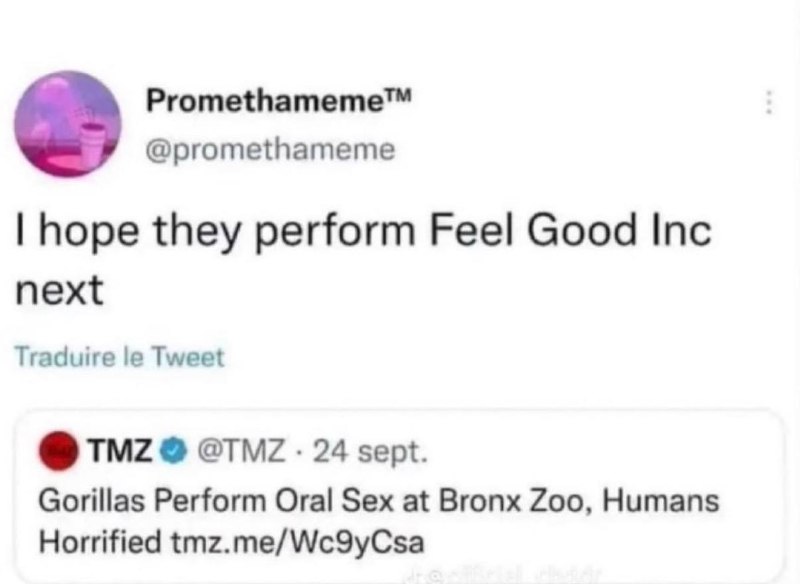 Promethameme™
@promethameme
I hope they perform Feel Good Inc
next
Traduire le Tweet
TMZ @TMZ · 24 sept.
Gorillas Perform Oral Sex at Bronx Zoo, Humans
Horrified tmz.me/Wc9yCsa